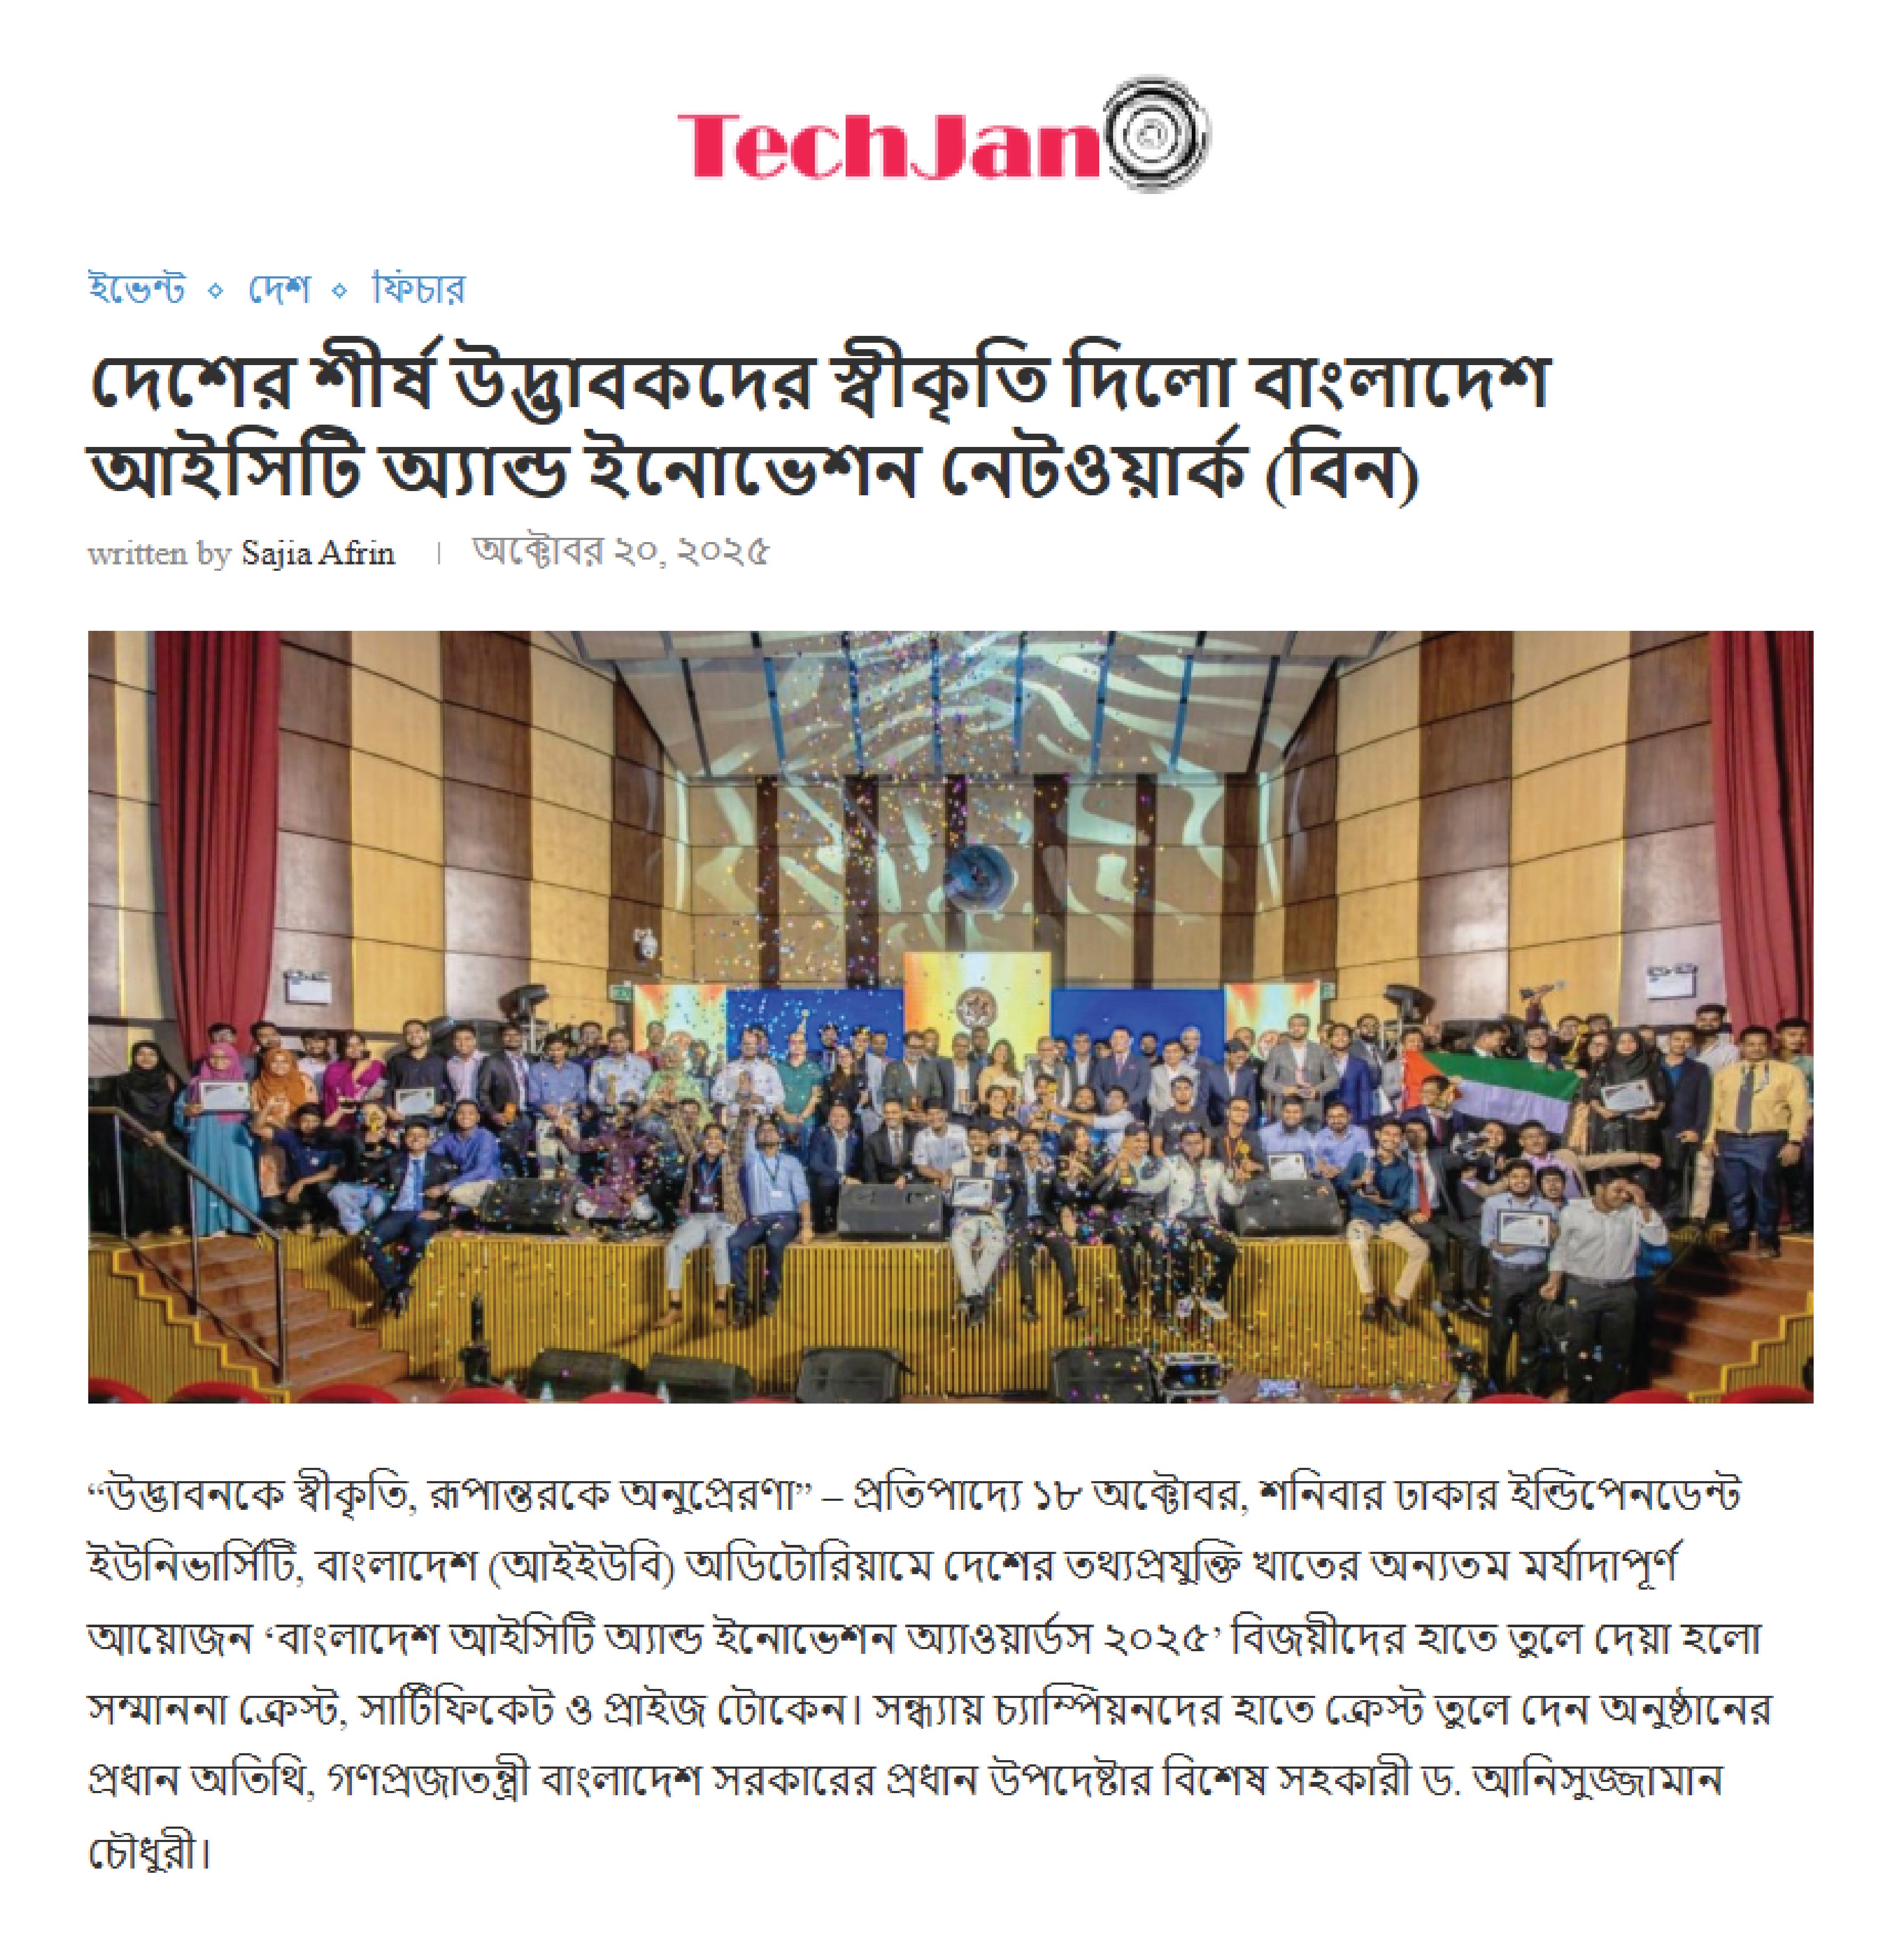 TechJano
ইভেন্ট ◇ দেশ ◇ ফিচার
দেশের শীর্ষ উদ্ভাবকদের স্বীকৃতি দিলো বাংলাদেশ
আইসিটি অ্যান্ড ইনোভেশন নেটওয়ার্ক (বিন)
written by Sajia Afrin | অক্টোবর ২০, ২০২৫
“উদ্ভাবনকে স্বীকৃতি, রূপান্তরকে অনুপ্রেরণা” – প্রতিপাদ্যে ১৮ অক্টোবর, শনিবার ঢাকার ইন্ডিপেনডেন্ট
ইউনিভার্সিটি, বাংলাদেশ (আইইউবি) অডিটোরিয়ামে দেশের তথ্যপ্রযুক্তি খাতের অন্যতম মর্যাদাপূর্ণ
আয়োজন ‘বাংলাদেশ আইসিটি অ্যান্ড ইনোভেশন অ্যাওয়ার্ডস ২০২৫’ বিজয়ীদের হাতে তুলে দেয়া হলো
সম্মাননা ক্রেস্ট, সার্টিফিকেট ও প্রাইজ টোকেন। সন্ধ্যায় চ্যাম্পিয়নদের হাতে ক্রেস্ট তুলে দেন অনুষ্ঠানের
প্রধান অতিথি, গণপ্রজাতন্ত্রী বাংলাদেশ সরকারের প্রধান উপদেষ্টার বিশেষ সহকারী ড. আনিসুজ্জামান
চৌধুরী।